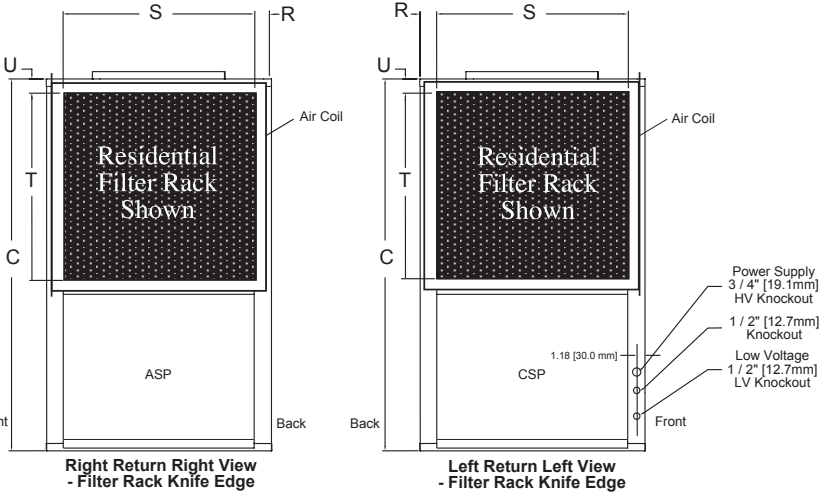 S
R
U
Air Coil
Residential
Filter Rack
Shown
T
C
ASP
nt
Back
Right Return Right View
- Filter Rack Knife Edge
R
S
U
Air Coil
Residential
Filter Rack
Shown
T
C
Power Supply
3 / 4" [19.1mm]
HV Knockout
1 / 2" [12.7mm]
Knockout
1.18 [30.0 mm]
Low Voltage
1 / 2" [12.7mm]
LV Knockout
CSP
Back
Front
Left Return Left View
- Filter Rack Knife Edge